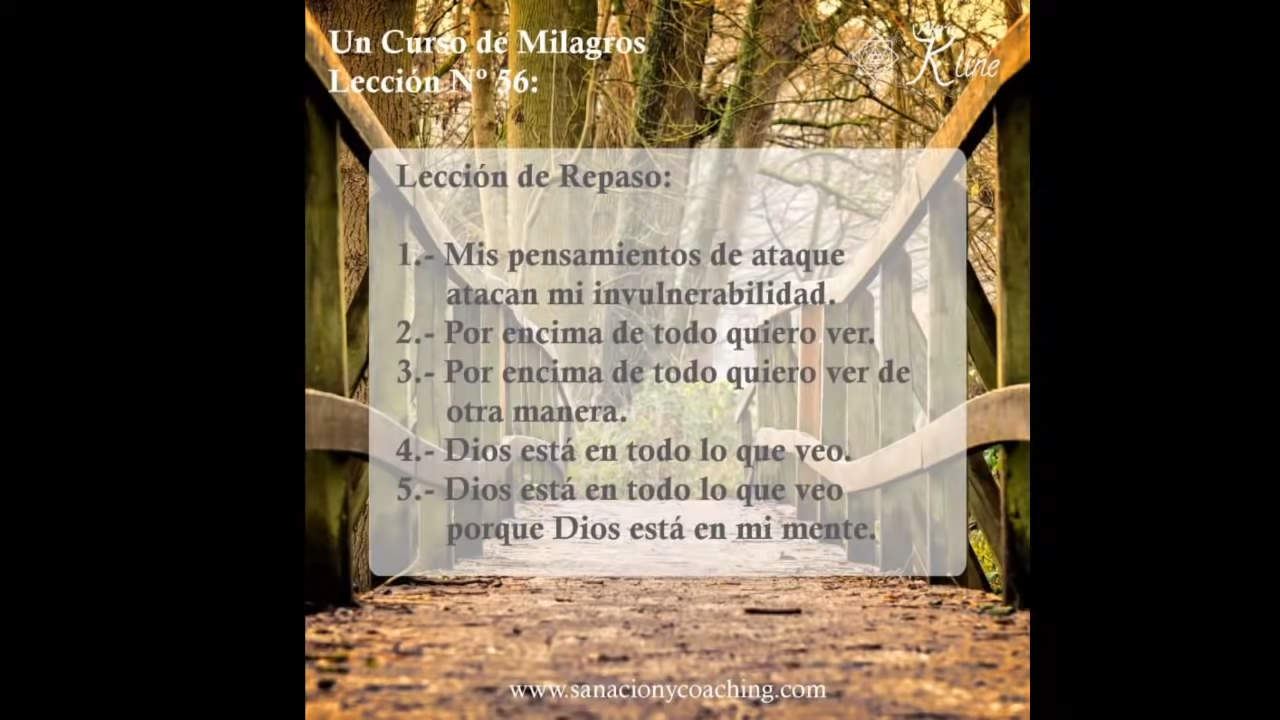 Un Curso de Milagros
Lección Nº 56:
Kline
Lección de Repaso:
1.- Mis pensamientos de ataque
atacan mi invulnerabilidad.
2.- Por encima de todo quiero ver.
3.- Por encima de todo quiero ver de
otra manera.
4.- Dios está en todo lo que veo.
5.- Dios está en todo lo que veo
porque Dios está en mi mente.
www.sanacionycoaching.com